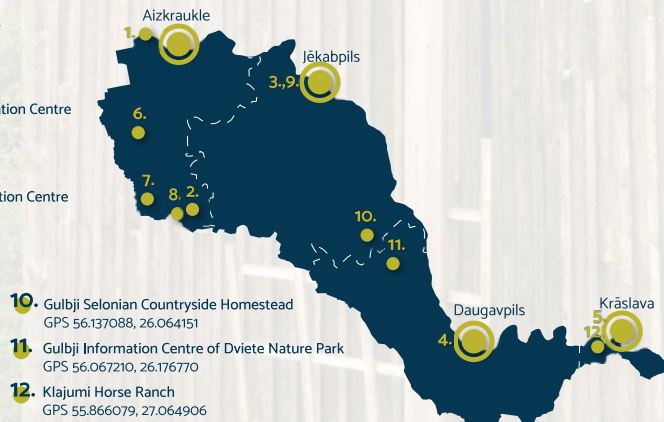 Aizkraukle
1.
Jēkabpils
3.,9.
ation Centre
6.
tion Centre
7.
8.
2.
10.
11.
10. Gulbji Selonian Countryside Homestead
GPS 56.137088, 26.064151
11. Gulbji Information Centre of Dviete Nature Park
GPS 56.067210, 26.176770
12. Klajumi Horse Ranch
GPS 55.866079, 27.064906
Daugavpils
4.
Krāslava
5.
12.